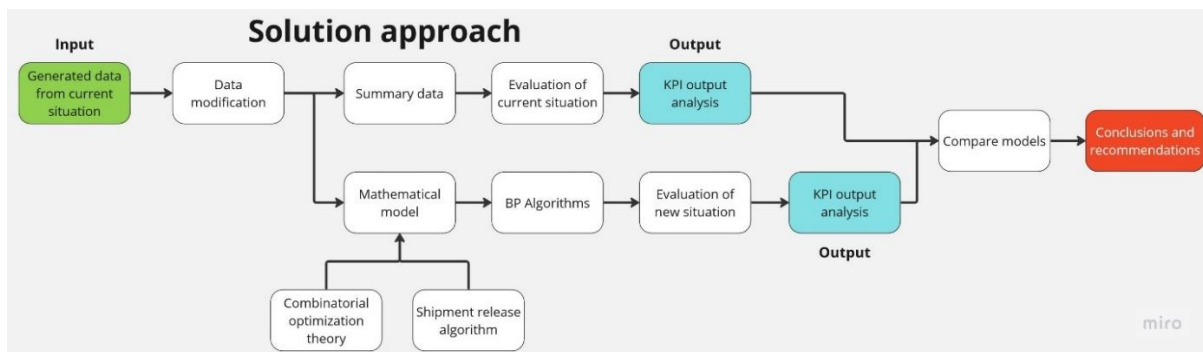 Solution approach
Input
Output
Generated data
from current
situation
Data
modification
Summary data
Evaluation of
current situation
KPI output
analysis
Compare models
Conclusions and
recommendations
Mathematical
model
BP Algorithms
Evaluation of
new situation
KPI output
analysis
Output
Combinatorial
optimization
theory
Shipment release
algorithm
miro